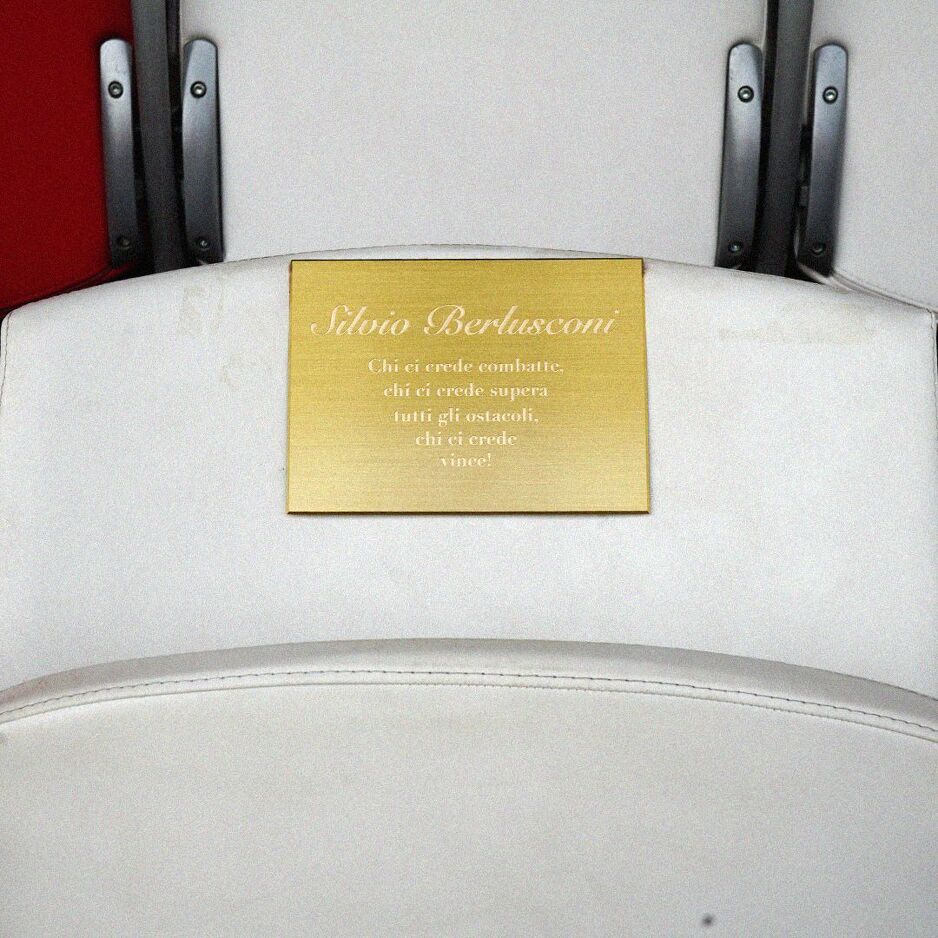 Silvio Berlusconi
Chi ci crede combatte,
chi ci crede supera
tutti gli ostacoli,
chi ci crede
vince!